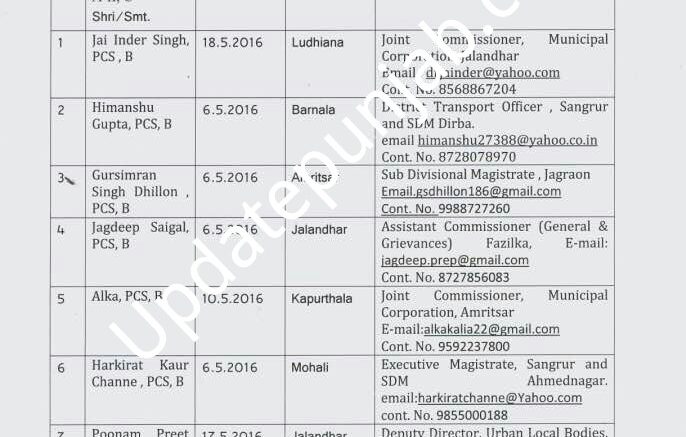 Shri/Smt.
1 Jai Inder Singh, 18.5.2016 Ludhiana Joint Commissioner, Municipal
PCS , B Corporation, Jalandhar
Email
Cont. No. 8568867204
2 Himanshu 6.5.2016 Barnala District Transport Officer , Sangrur
Gupta, PCS, B and SDM Dirba.
email himanshu27388@yahoo.co.in
Cont. No. 8728078970
3 Gursimran 6.5.2016 Amritsar Sub Divisional Magistrate , Jagraon
Singh Dhillon , Email.gsdhillon186@gmail.com
PCS, B Cont. No. 9988727260
4 Jagdeep Saigal, 6.5.2016 Jalandhar Assistant Commissioner (General &
PCS, B Grievances) Fazilka, E-mail:
jagdeep.prep@gmail.com
Cont. No. 8727856083
5 Alka, PCS, B 10.5.2016 Kapurthala Joint Commissioner, Municipal
Corporation, Amritsar
E-mail:alkakalia22@gmail.com
Cont. No. 9592237800
6 Harkirat Kaur 6.5.2016 Mohali Executive Magistrate, Sangrur and
Channe , PCS, B SDM Ahmednagar.
email:harkiratchanne@Yahoo.com
cont. No. 9855000188
7 Poonam Preet 17.5.2016 Jalandhar Deputy Director, Urban Local Bodies,
Updatepunjab.com